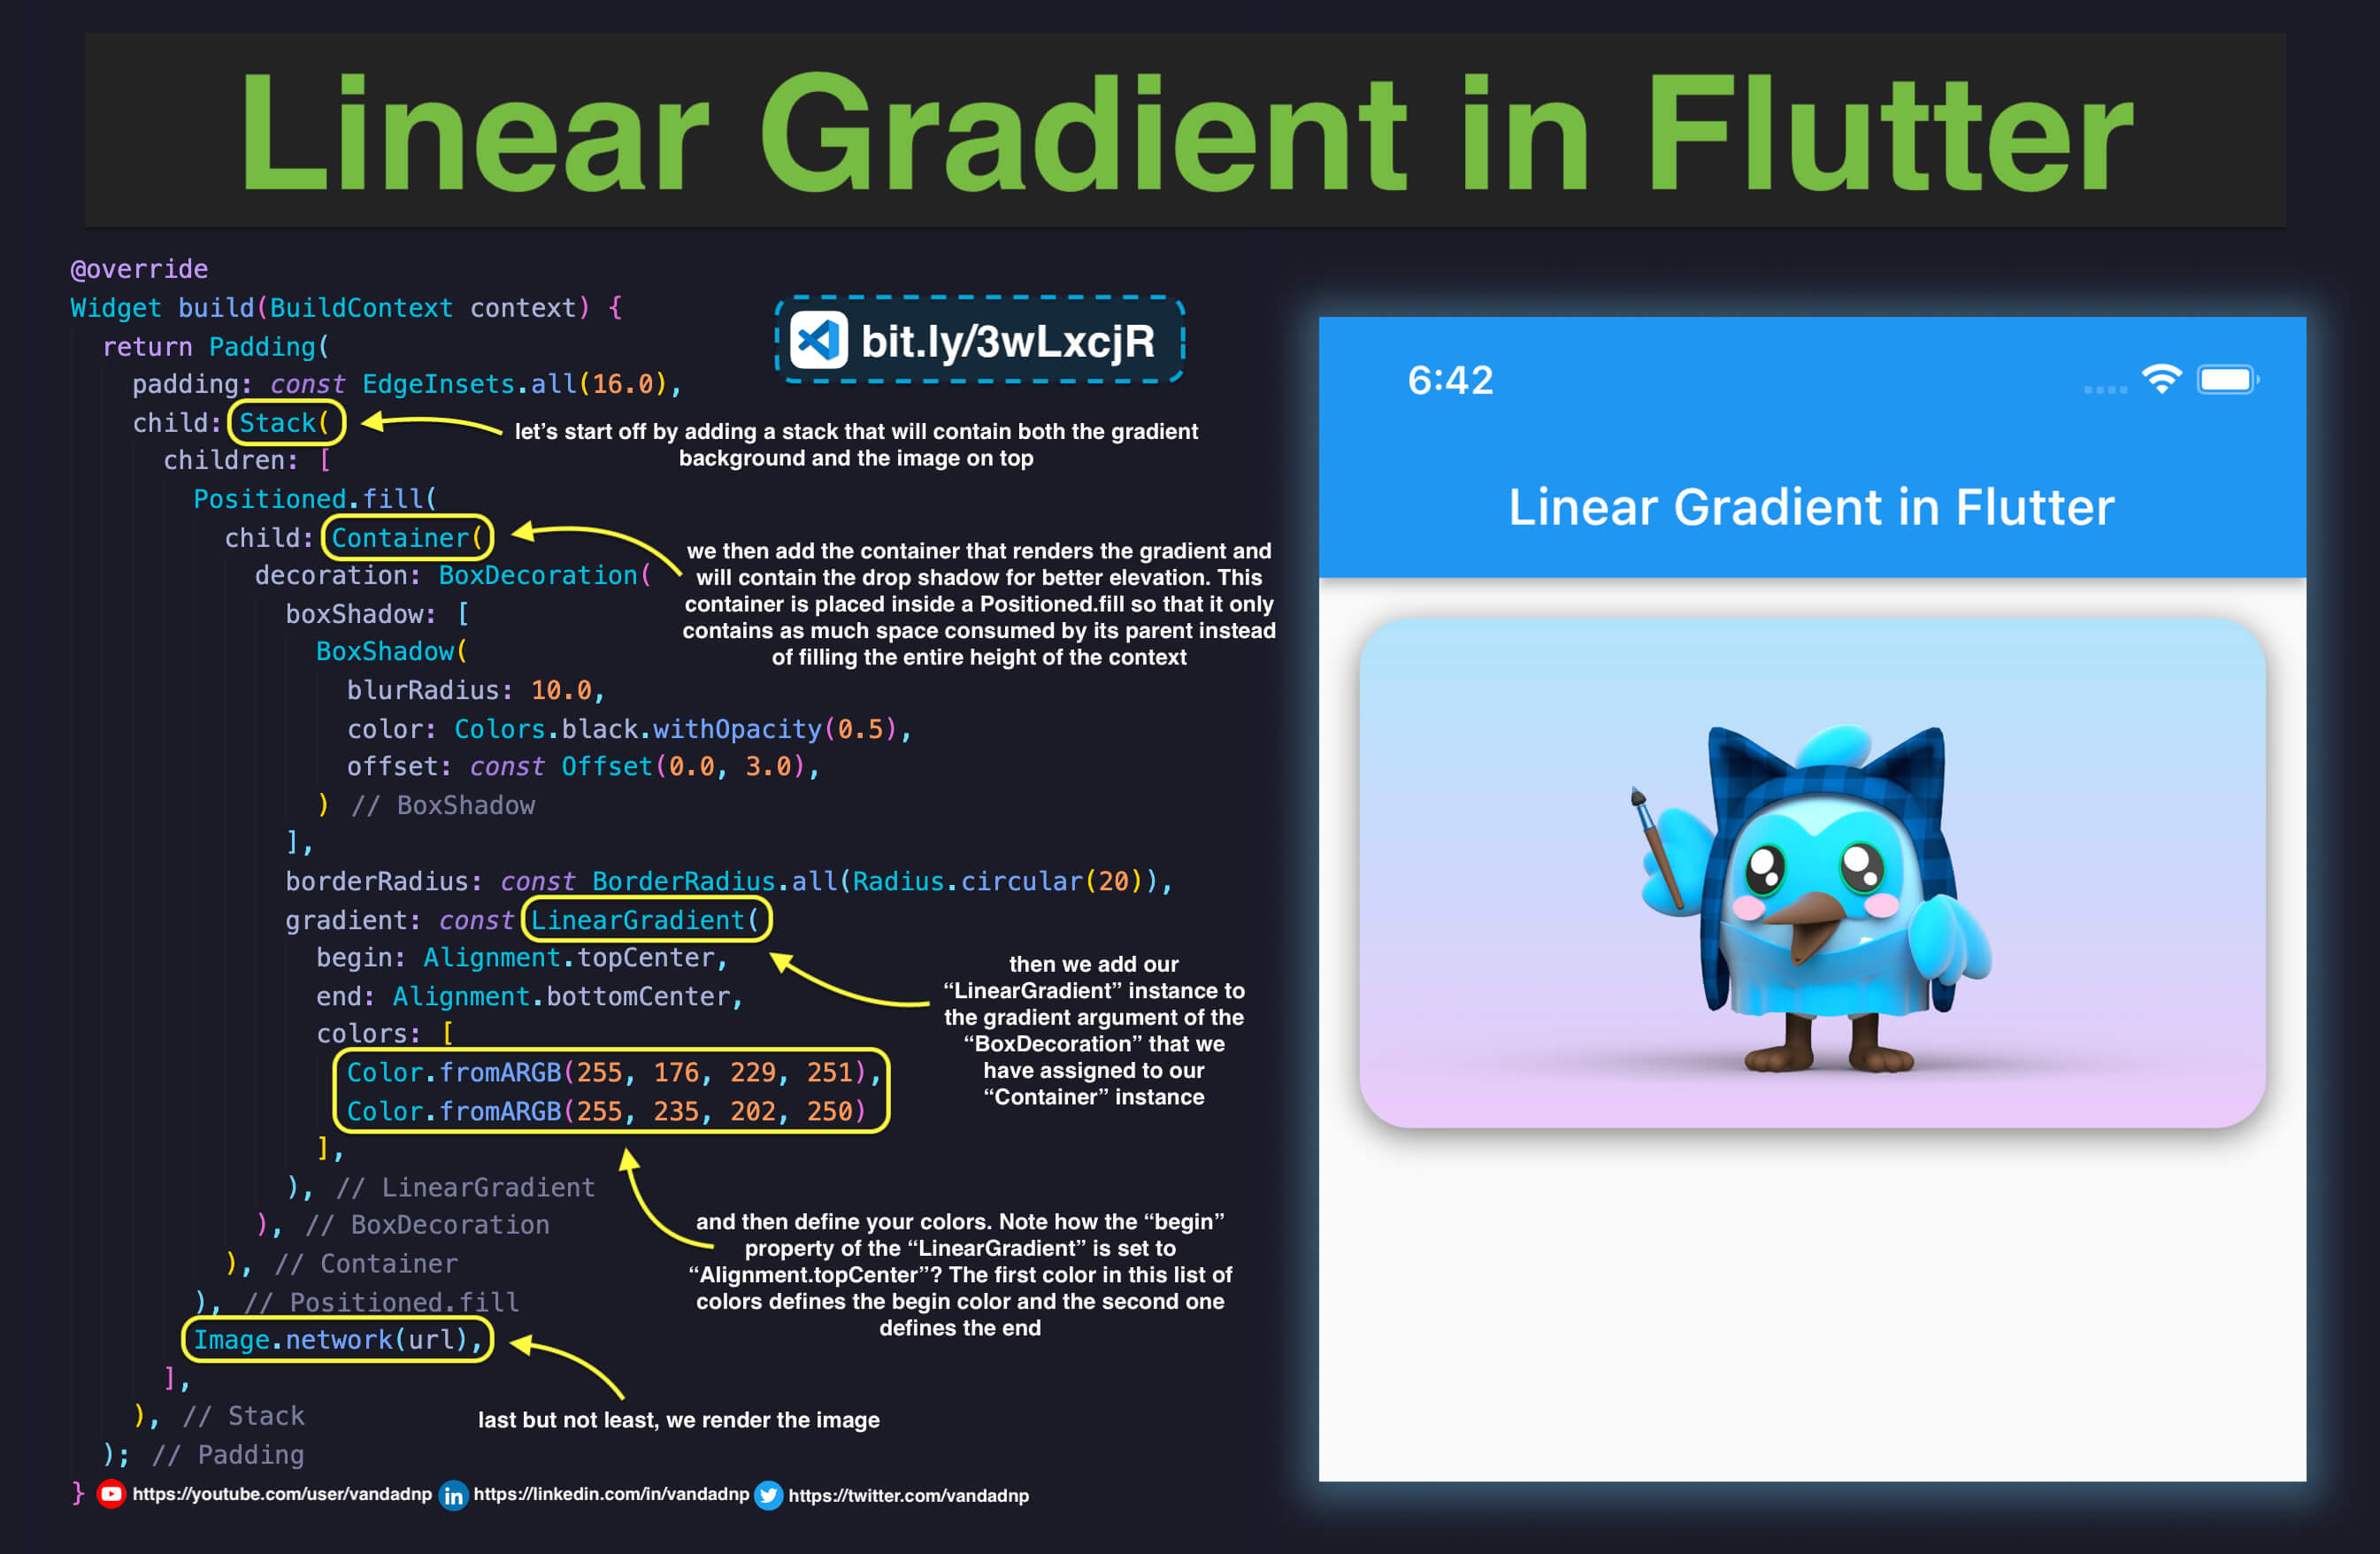 Linear Gradient in Flutter
@override
Widget build(BuildContext context) {
return Padding(
padding: const EdgeInsets.all(16.0),
child: Stack(
children: [
Positioned.fill(
child: Container(
decoration: BoxDecoration(
boxShadow: [
BoxShadow(
blurRadius: 10.0,
color: Colors.black.withOpacity(0.5),
offset: const Offset(0.0, 3.0),
) // BoxShadow
],
borderRadius: const BorderRadius.all(Radius.circular(20)),
gradient: const LinearGradient(
begin: Alignment.topCenter,
end: Alignment.bottomCenter,
colors: [
Color.fromARGB(255, 176, 229, 251),
Color.fromARGB(255, 235, 202, 250)
],
), // LinearGradient
), // BoxDecoration
), // Container
), // Positioned.fill
Image.network(url),
],
), // Stack
); // Padding
}
bit.ly/3wLxcjR
let’s start off by adding a stack that will contain both the gradient
background and the image on top
we then add the container that renders the gradient and
will contain the drop shadow for better elevation. This
container is placed inside a Positioned.fill so that it only
contains as much space consumed by its parent instead
of filling the entire height of the context
then we add our
“LinearGradient” instance to
the gradient argument of the
“BoxDecoration” that we
have assigned to our
“Container” instance
and then define your colors. Note how the “begin”
property of the “LinearGradient” is set to
“Alignment.topCenter”? The first color in this list of
colors defines the begin color and the second one
defines the end
last but not least, we render the image
https://youtube.com/user/vandadnp
in https://linkedin.com/in/vandadnp
https://twitter.com/vandadnp
6:42
Linear Gradient in Flutter